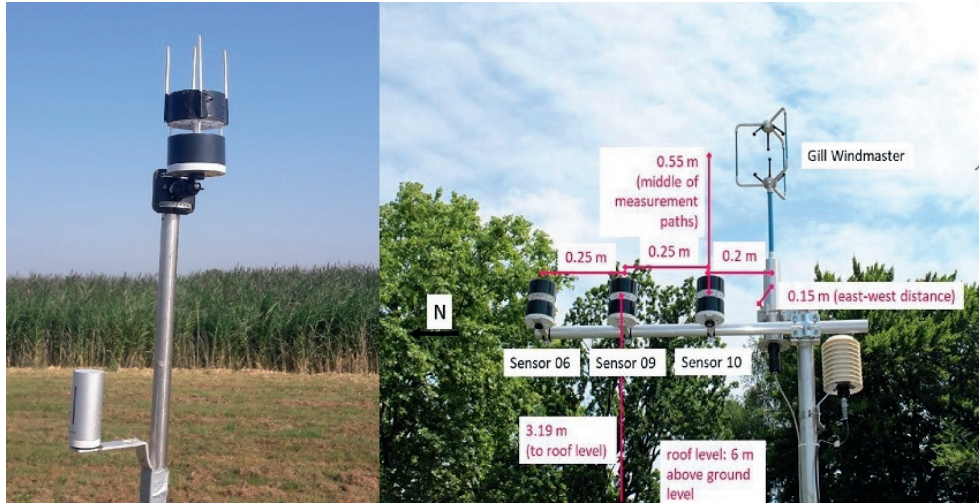 Gill Windmaster
0.55 m
(middle of
measurement
paths)
0.25 m
0.25 m
0.2 m
0.15 m (east-west distance)
N
Sensor 06
Sensor 09
Sensor 10
3.19 m
(to roof level)
roof level: 6 m
above ground
level